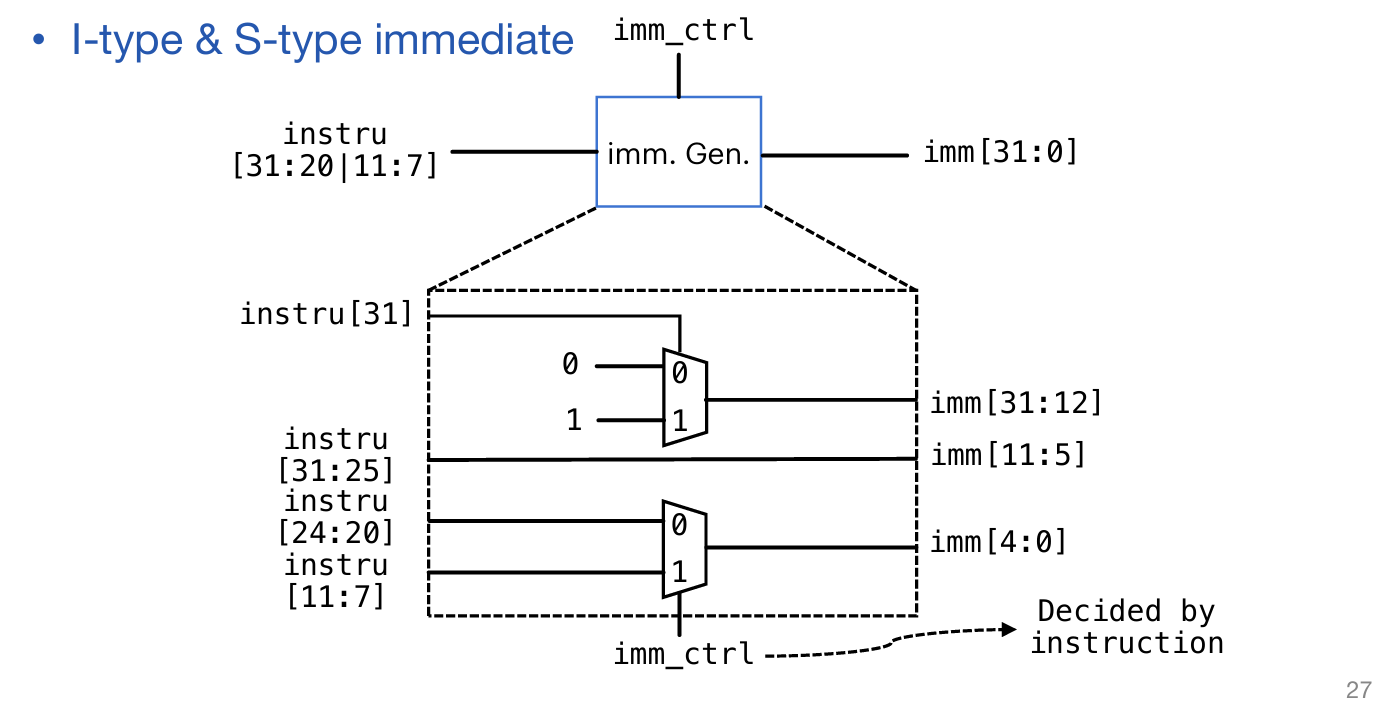 • I-type & S-type immediate
imm_ctrl
instru
[31:20|11:7]
imm. Gen.
imm[31:0]
instru[31]
0
0
1
1
imm[31:12]
instru
[31:25]
imm[11:5]
instru
[24:20]
0
imm[4:0]
instru
[11:7]
1
imm_ctrl
Decided by
instruction
27